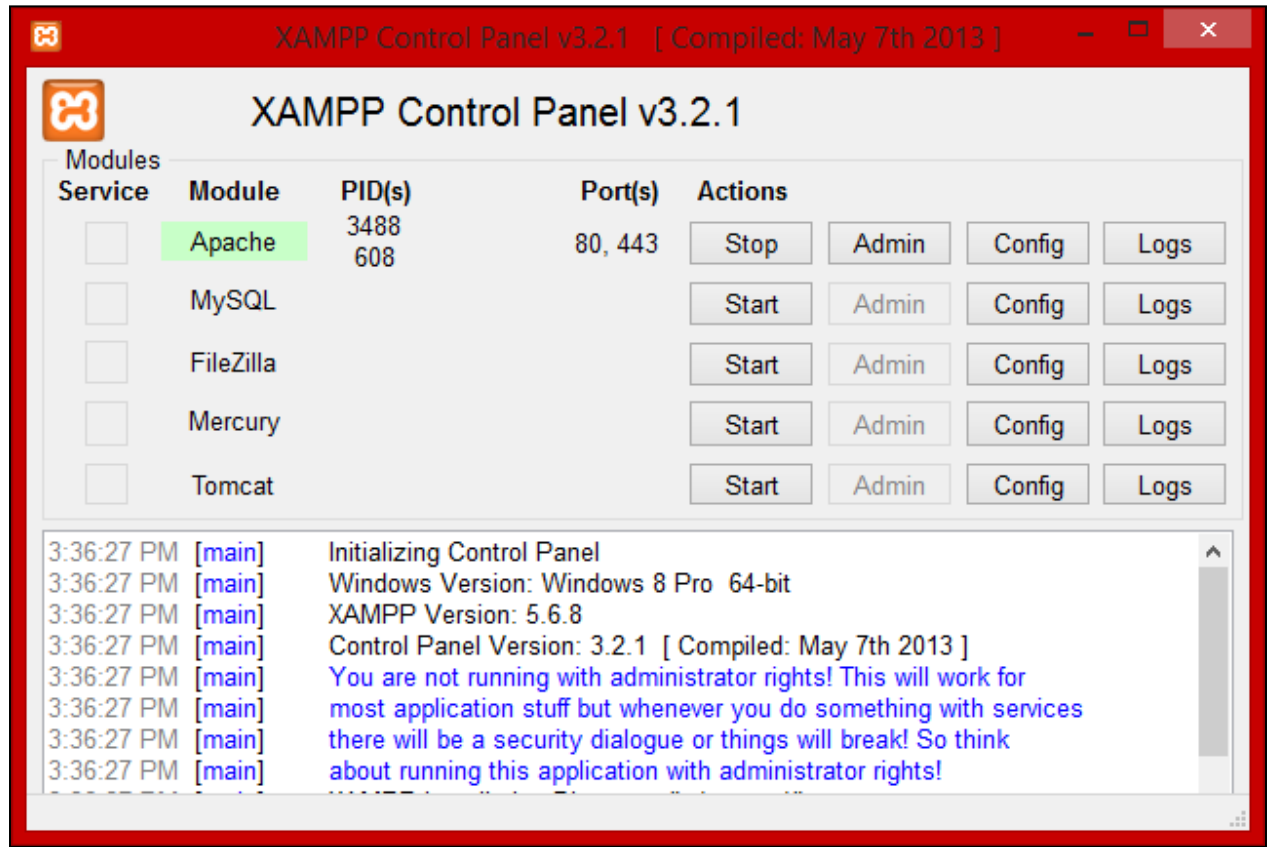 XAMPP Control Panel v3.2.1 [ Compiled: May 7th 2013 ]
XAMPP Control Panel v3.2.1
Modules
Service Module PID(s) Port(s) Actions
Apache 3488 608 80, 443 Stop Admin Config Logs
MySQL Start Admin Config Logs
FileZilla Start Admin Config Logs
Mercury Start Admin Config Logs
Tomcat Start Admin Config Logs
3:36:27 PM [main] Initializing Control Panel
3:36:27 PM [main] Windows Version: Windows 8 Pro 64-bit
3:36:27 PM [main] XAMPP Version: 5.6.8
3:36:27 PM [main] Control Panel Version: 3.2.1 [ Compiled: May 7th 2013 ]
3:36:27 PM [main] You are not running with administrator rights! This will work for
3:36:27 PM [main] most application stuff but whenever you do something with services
3:36:27 PM [main] there will be a security dialogue or things will break! So think
3:36:27 PM [main] about running this application with administrator rights!